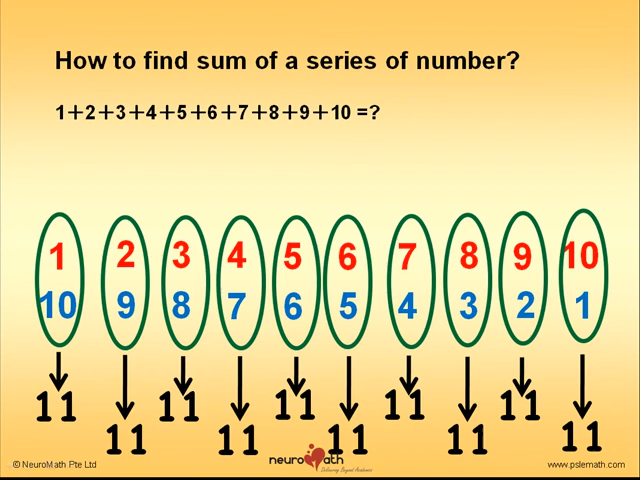 How to find sum of a series of number?
1+2+3+4+5+6+7+8+9+10 =?
1 2 3 4 5 6 7 8 9 10
10 9 8 7 6 5 4 3 2 1
11 11 11 11 11 11 11 11 11 11
© NeuroMath Pte Ltd
neuromath
Delivering Beyond Academics
www.pslemath.com